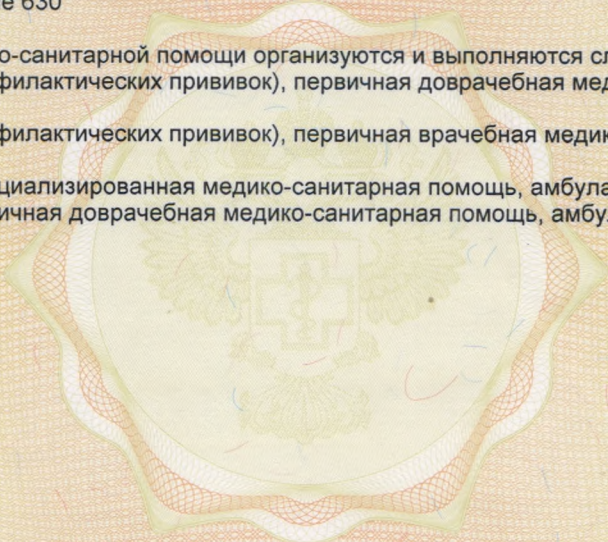 е 630
о-санитарной помощи организуются и выполняются сл
филактических прививок), первичная доврачебная мед
филактических прививок), первичная врачебная медик
циализированная медико-санитарная помощь, амбула
ичная доврачебная медико-санитарная помощь, амбул